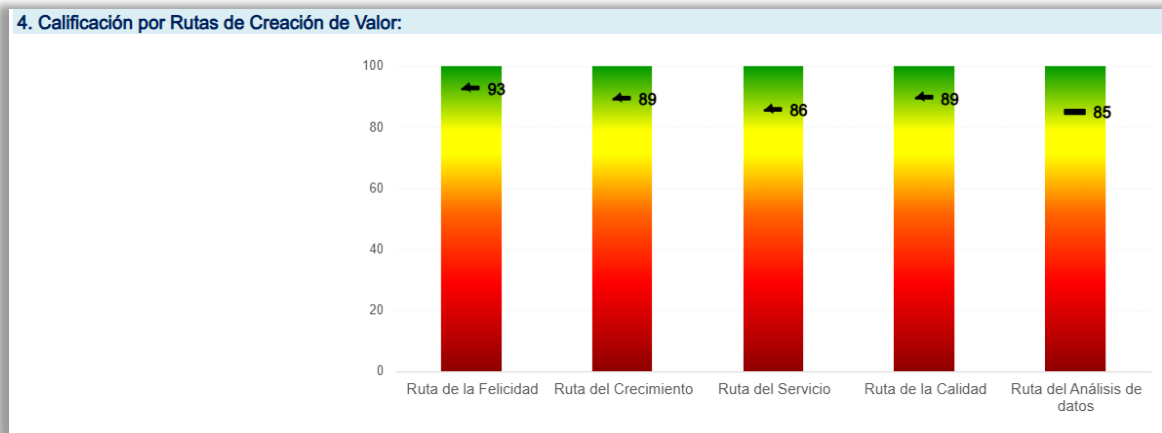 4. Calificación por Rutas de Creación de Valor:
100
80
60
40
20
0
93
89
86
89
85
Ruta de la Felicidad
Ruta del Crecimiento
Ruta del Servicio
Ruta de la Calidad
Ruta del Análisis de
datos